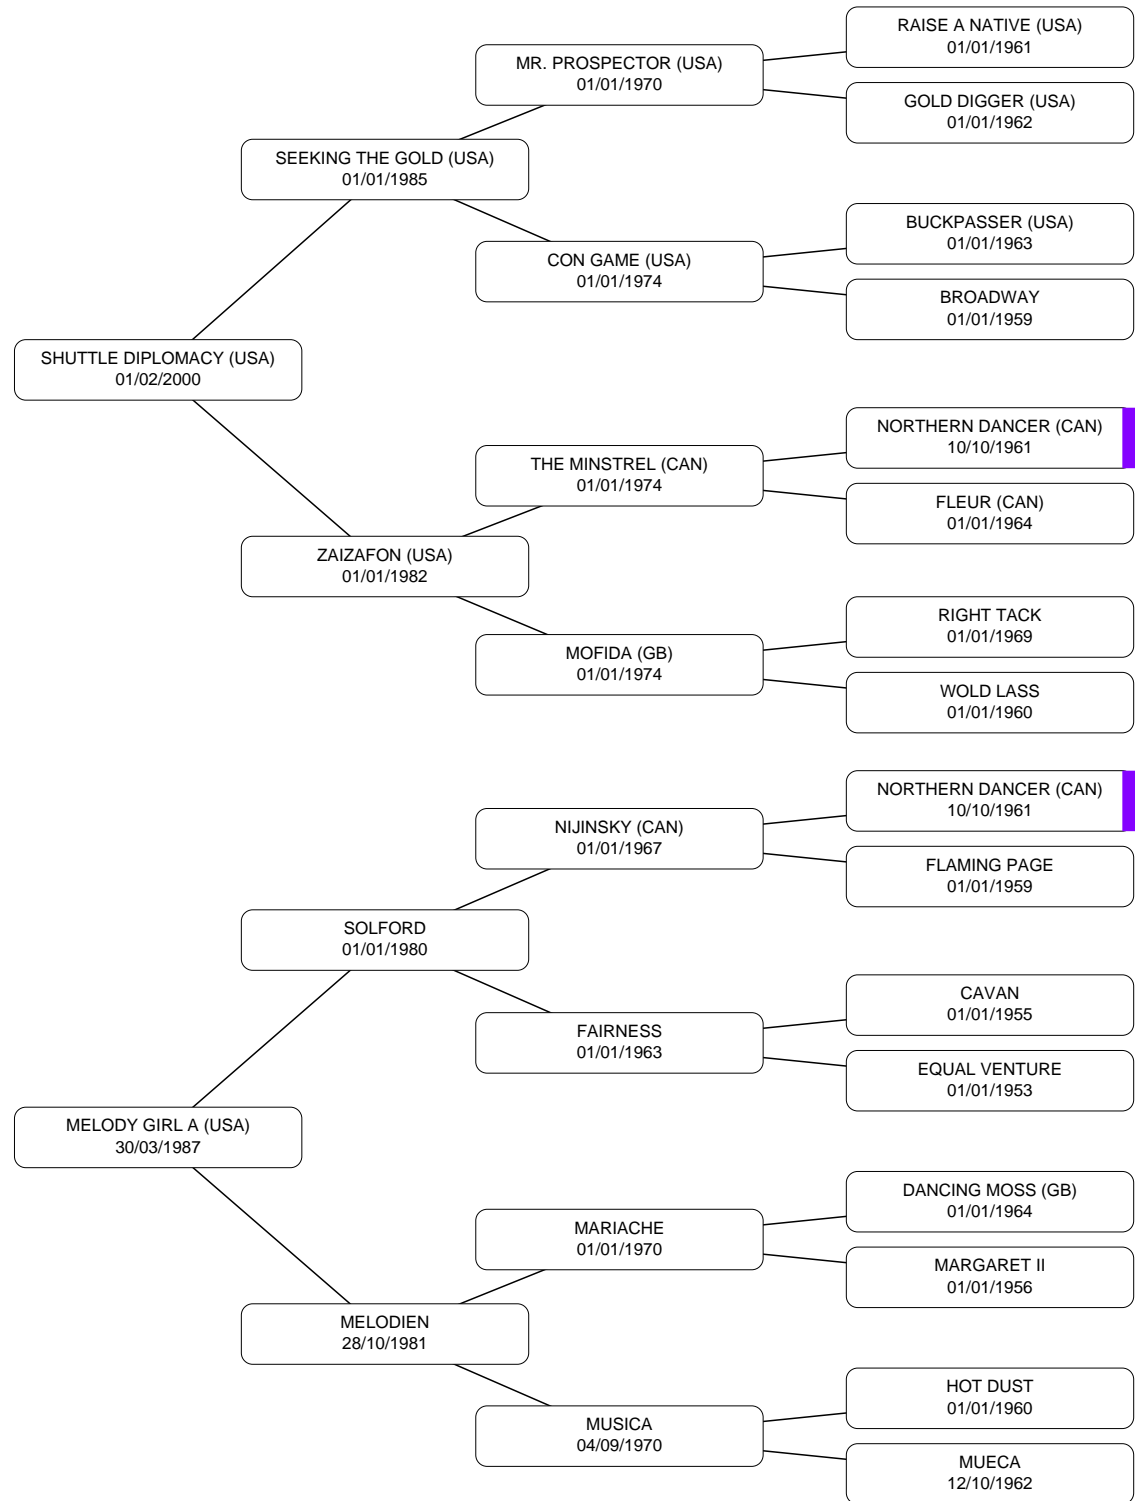 RAISE A NATIVE (USA)
01/01/1961
MR. PROSPECTOR (USA)
01/01/1970
GOLD DIGGER (USA)
01/01/1962
SEEKING THE GOLD (USA)
01/01/1985
BUCKPASSER (USA)
01/01/1963
CON GAME (USA)
01/01/1974
BROADWAY
01/01/1959
SHUTTLE DIPLOMACY (USA)
01/02/2000
NORTHERN DANCER (CAN)
10/10/1961
THE MINSTREL (CAN)
01/01/1974
FLEUR (CAN)
01/01/1964
ZAIZAFON (USA)
01/01/1982
RIGHT TACK
01/01/1969
MOFIDA (GB)
01/01/1974
WOLD LASS
01/01/1960
NORTHERN DANCER (CAN)
10/10/1961
NIJINSKY (CAN)
01/01/1967
FLAMING PAGE
01/01/1959
SOLFORD
01/01/1980
CAVAN
01/01/1955
FAIRNESS
01/01/1963
EQUAL VENTURE
01/01/1953
MELODY GIRL A (USA)
30/03/1987
DANCING MOSS (GB)
01/01/1964
MARIACHE
01/01/1970
MARGARET II
01/01/1956
MELODIEN
28/10/1981
HOT DUST
01/01/1960
MUSICA
04/09/1970
MUECA
12/10/1962